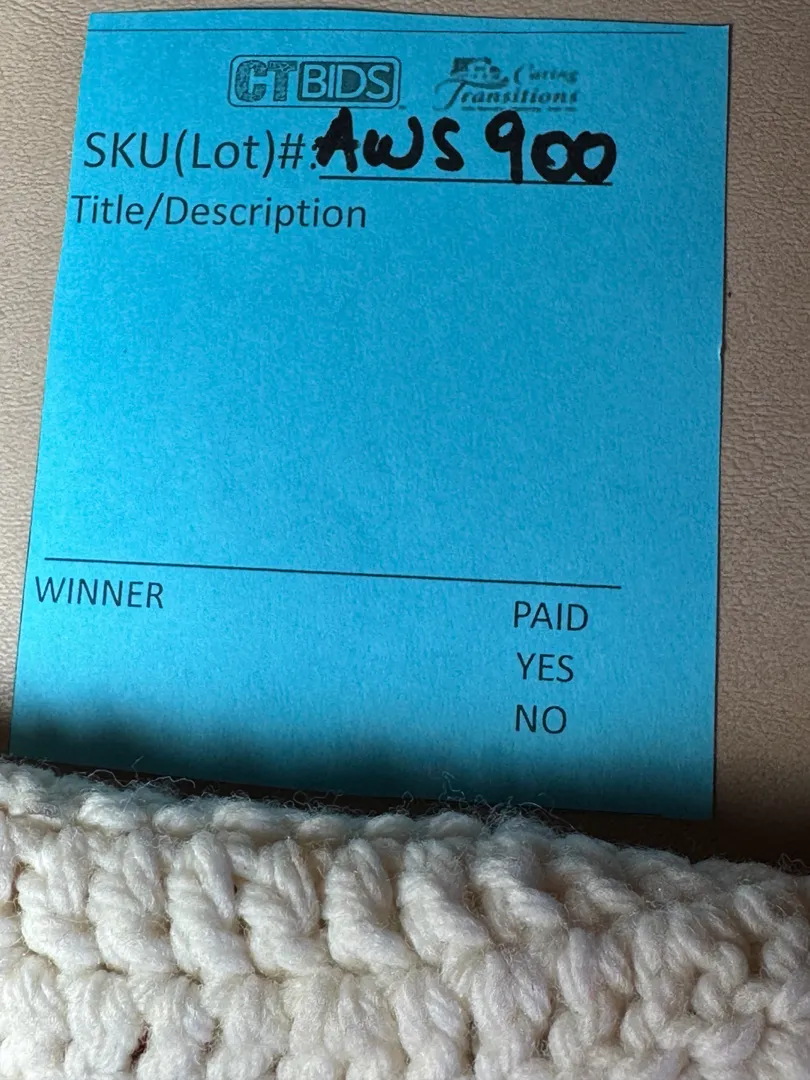 CTBIDS Caring
Transitions
SKU(Lot)#: AWS 900
Title/Description
WINNER
PAID
YES
NO